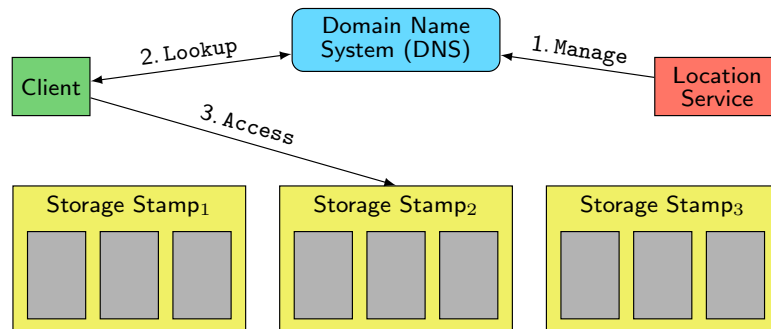 Domain Name
System (DNS)
2. Lookup
1. Manage
Client
Location
Service
3. Access
Storage Stamp₁
Storage Stamp₂
Storage Stamp₃